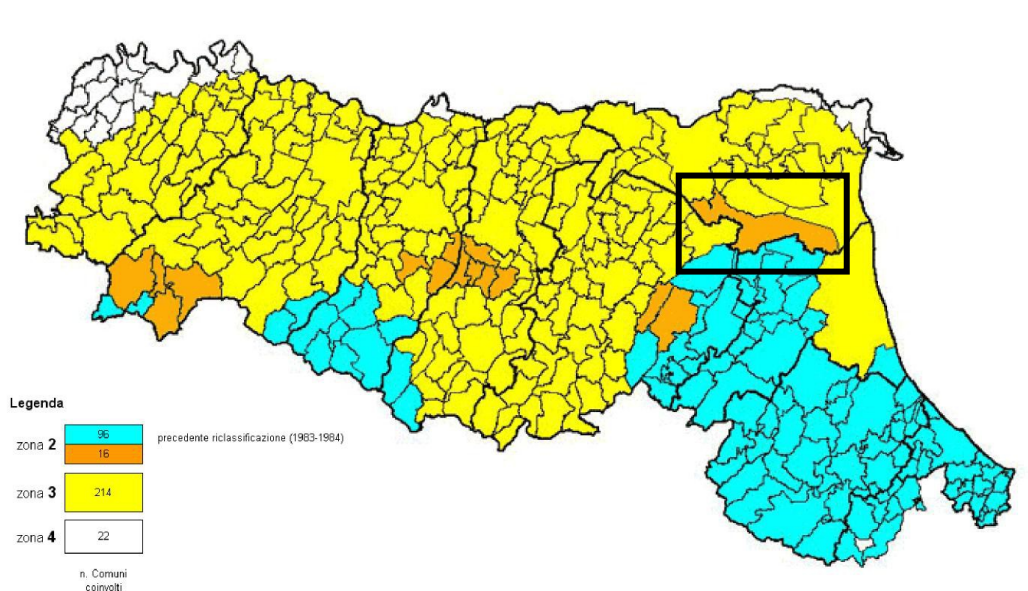 Legenda
zona 2
96
precedente riclassificazione (1983-1984)
16
zona 3
214
zona 4
22
n. Comuni
coinvolti